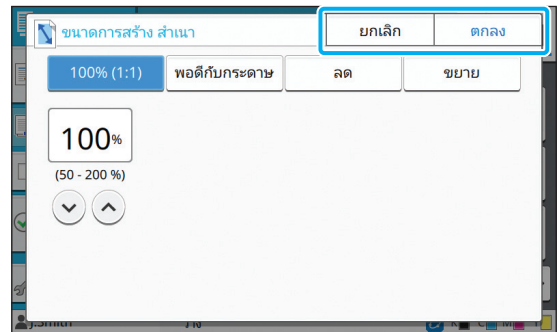 ขนาดการสร้าง สำเนา
ยกเลิก
ตกลง
100% (1:1)
พอดีกับกระดาษ
ลด
ขยาย
100%
(50 - 200 %)